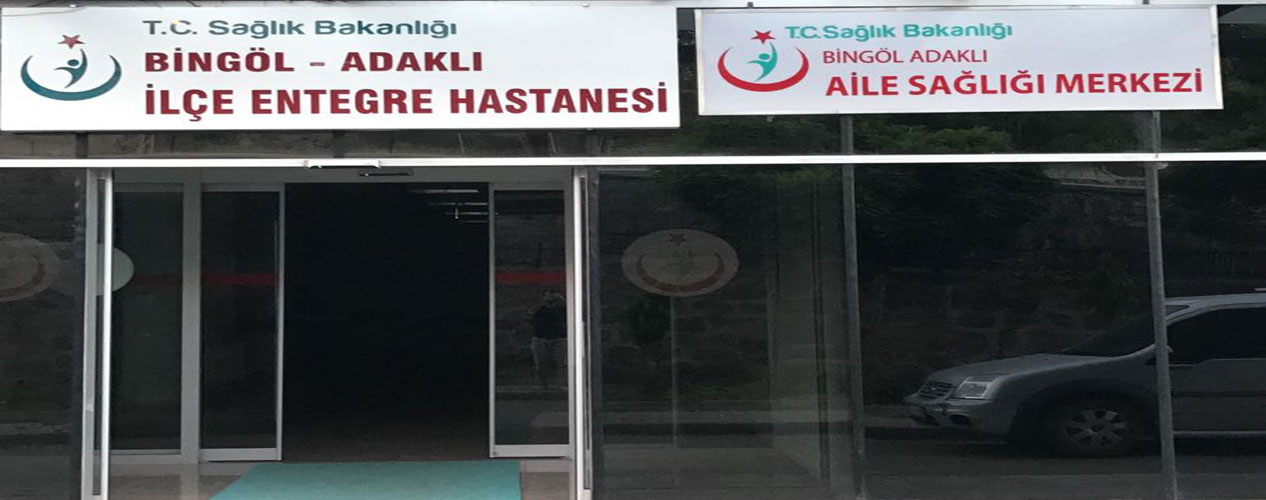 T.C. Sağlık Bakanlığı
BİNGÖL - ADAKLI
İLÇE ENTEGRE HASTANESİ
T.C. Sağlık Bakanlığı
BİNGÖL ADAKLI
AİLE SAĞLIĞI MERKEZİ